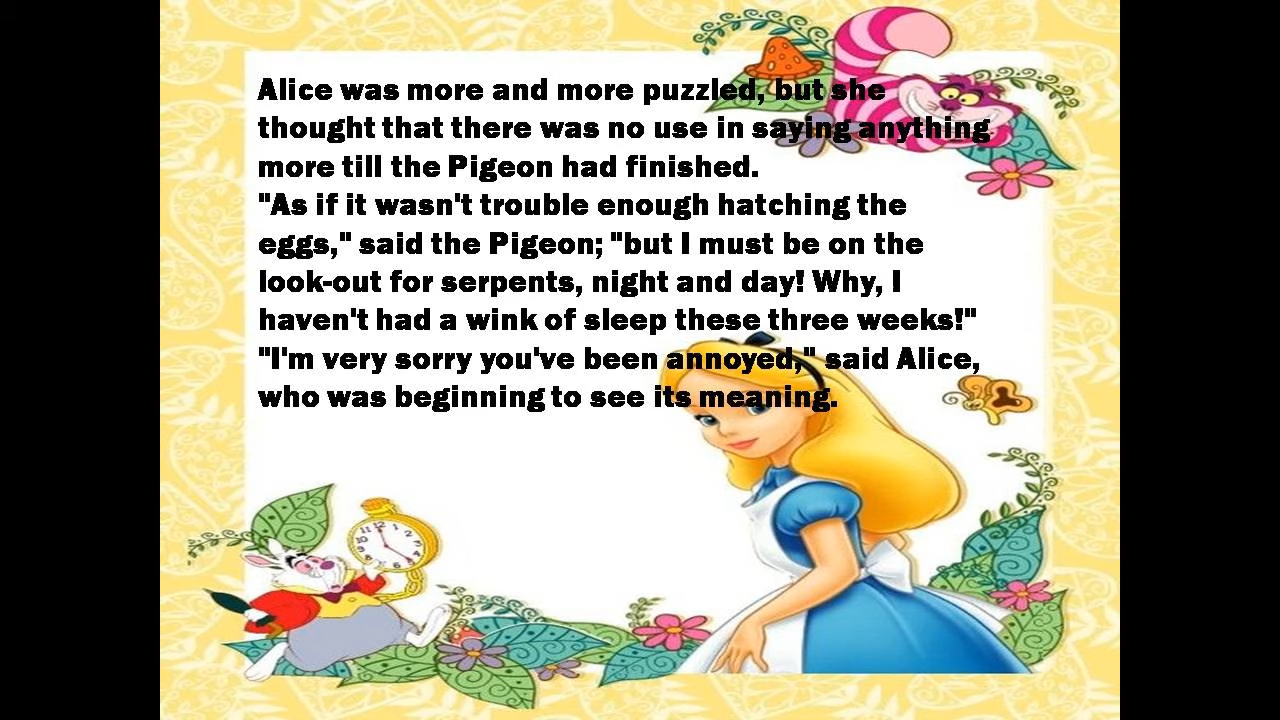 Alice was more and more puzzled, but she
thought that there was no use in saying anything
more till the Pigeon had finished.
"As if it wasn't trouble enough hatching the
eggs," said the Pigeon; "but I must be on the
look-out for serpents, night and day! Why, I
haven't had a wink of sleep these three weeks!"
"I'm very sorry you've been annoyed," said Alice,
who was beginning to see its meaning.